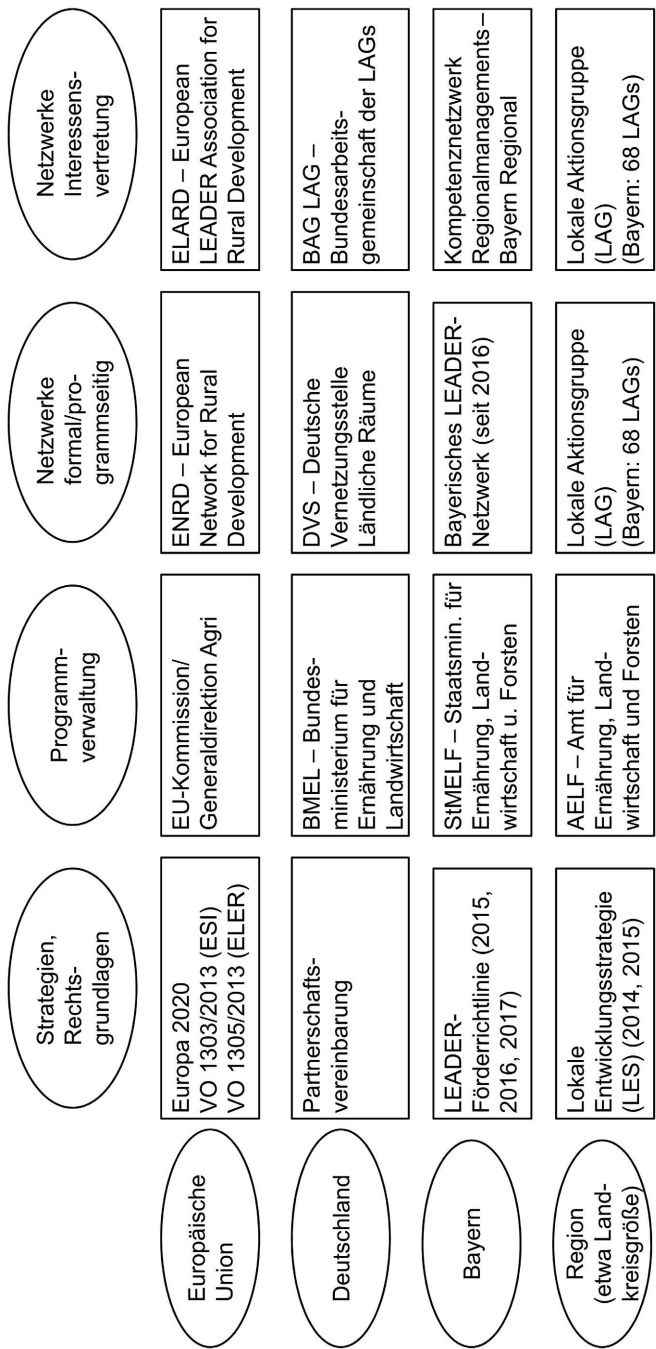 Strategien,
Rechts-
grundlagen
Programm-
verwaltung
Netzwerke
formal/pro-
grammseitig
Netzwerke
Interessens-
vertretung
Europäische
Union
Europa 2020
VO 1303/2013 (ESI)
VO 1305/2013 (ELER)
EU-Kommission/
Generaldirektion Agri
ENRD – European
Network for Rural
Development
ELARD – European
LEADER Association for
Rural Development
Deutschland
Partnerschafts-
vereinbarung
BMEL – Bundes-
ministerium für
Ernährung und
Landwirtschaft
DVS – Deutsche
Vernetzungsstelle
Ländliche Räume
BAG LAG –
Bundesarbeits-
gemeinschaft der LAGs
Bayern
LEADER-
Förderrichtlinie (2015,
2016, 2017)
StMELF – Staatsmin. für
Ernährung, Land-
wirtschaft u. Forsten
Bayerisches LEADER-
Netzwerk (seit 2016)
Kompetenznetzwerk
Regionalmanagements–
Bayern Regional
Region
(etwa Land-
kreisgröße)
Lokale
Entwicklungsstrategie
(LES) (2014, 2015)
AELF – Amt für
Ernährung, Land-
wirtschaft und Forsten
Lokale Aktionsgruppe
(LAG)
(Bayern: 68 LAGs)
Lokale Aktionsgruppe
(LAG)
(Bayern: 68 LAGs)